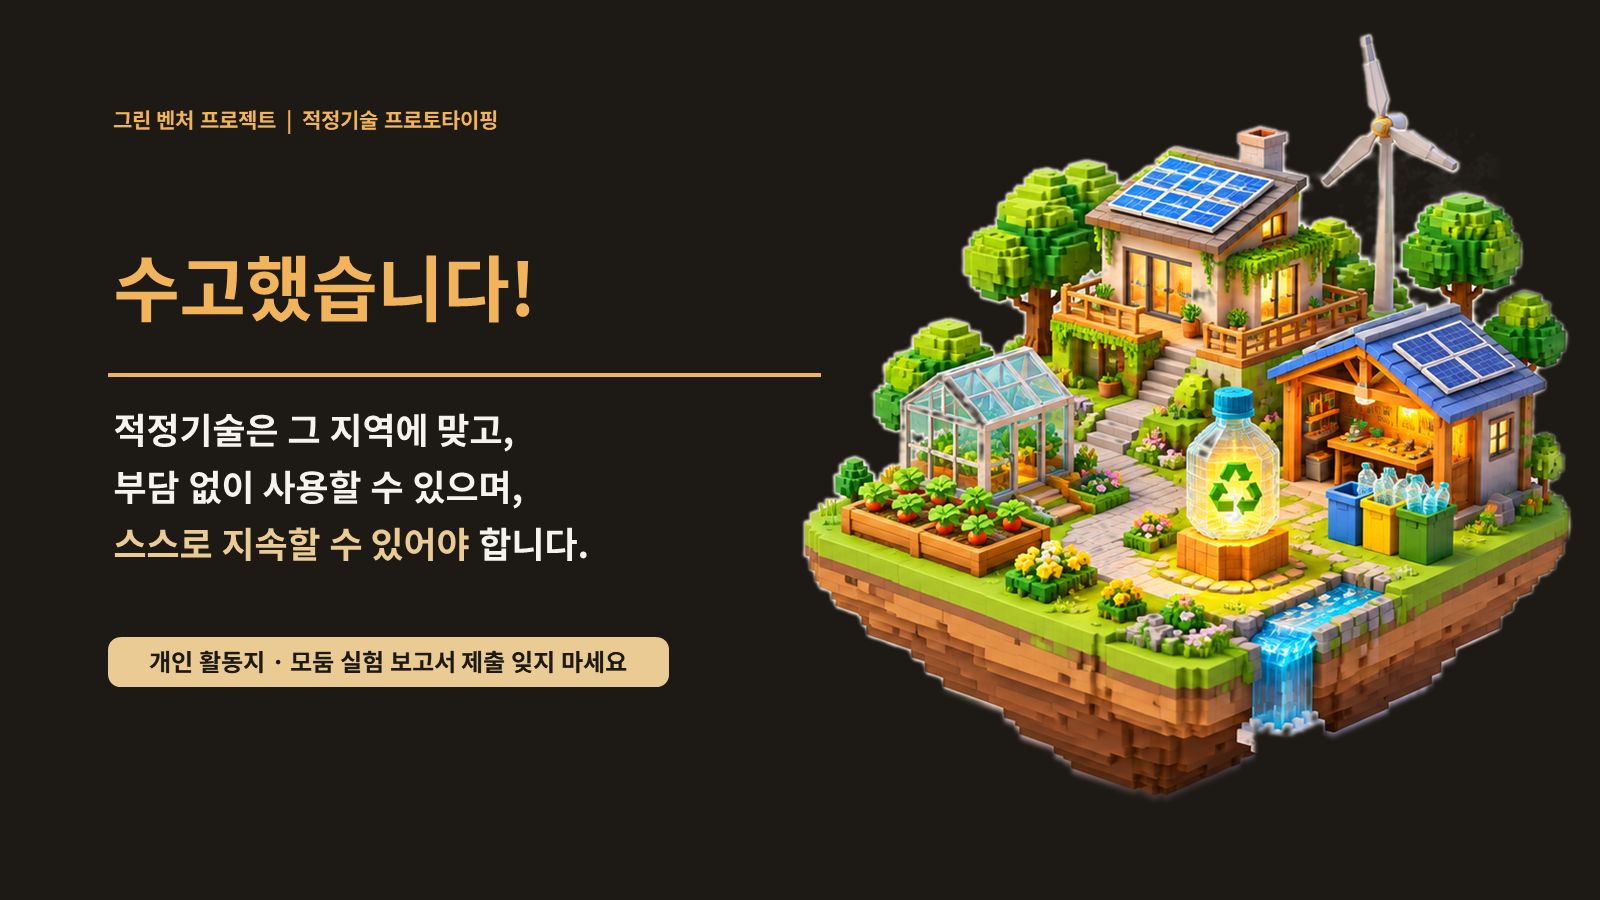 그린 벤처 프로젝트 | 적정기술 프로토타이핑
수고했습니다!
적정기술은 그 지역에 맞고,
부담 없이 사용할 수 있으며,
스스로 지속할 수 있어야 합니다.
개인 활동지 · 모둠 실험 보고서 제출 잊지 마세요